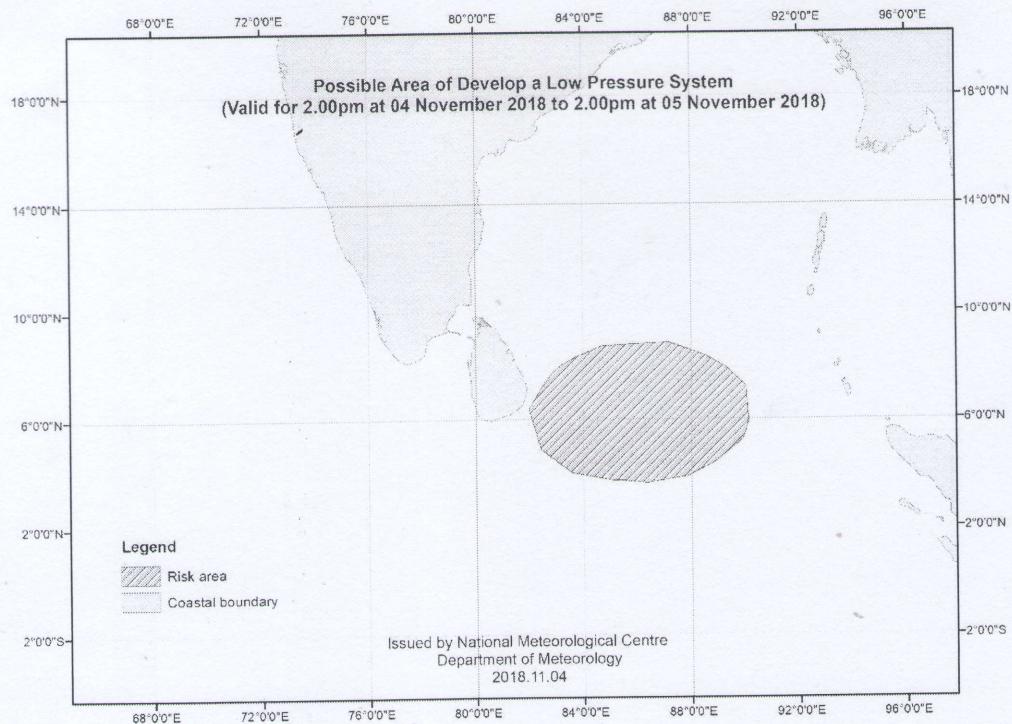 68°0'0"E 72°0'0"E 76°0'0"E 80°0'0"E 84°0'0"E 88°0'0"E 92°0'0"E 96°0'0"E
Possible Area of Develop a Low Pressure System
(Valid for 2.00pm at 04 November 2018 to 2.00pm at 05 November 2018)
18°0'0"N 18°0'0"N
14°0'0"N 14°0'0"N
10°0'0"N 10°0'0"N
6°0'0"N 6°0'0"N
2°0'0"N 2°0'0"N
Legend
Risk area
Coastal boundary
2°0'0"S 2°0'0"S
Issued by National Meteorological Centre
Department of Meteorology
2018.11.04
68°0'0"E 72°0'0"E 76°0'0"E 80°0'0"E 84°0'0"E 88°0'0"E 92°0'0"E 96°0'0"E